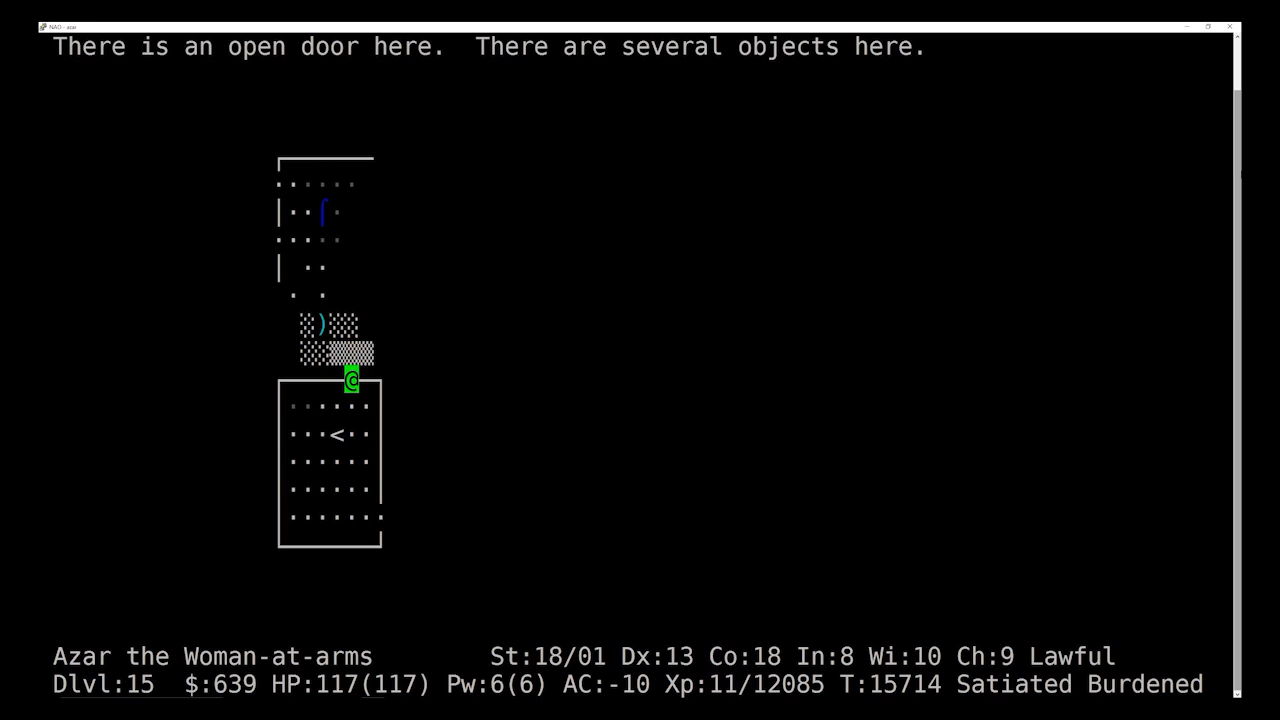 NAO - azar
There is an open door here. There are several objects here.
Azar the Woman-at-arms St:18/01 Dx:13 Co:18 In:8 Wi:10 Ch:9 Lawful
Dlvl:15 $:639 HP:117(117) Pw:6(6) AC:-10 Xp:11/12085 T:15714 Satiated Burdened